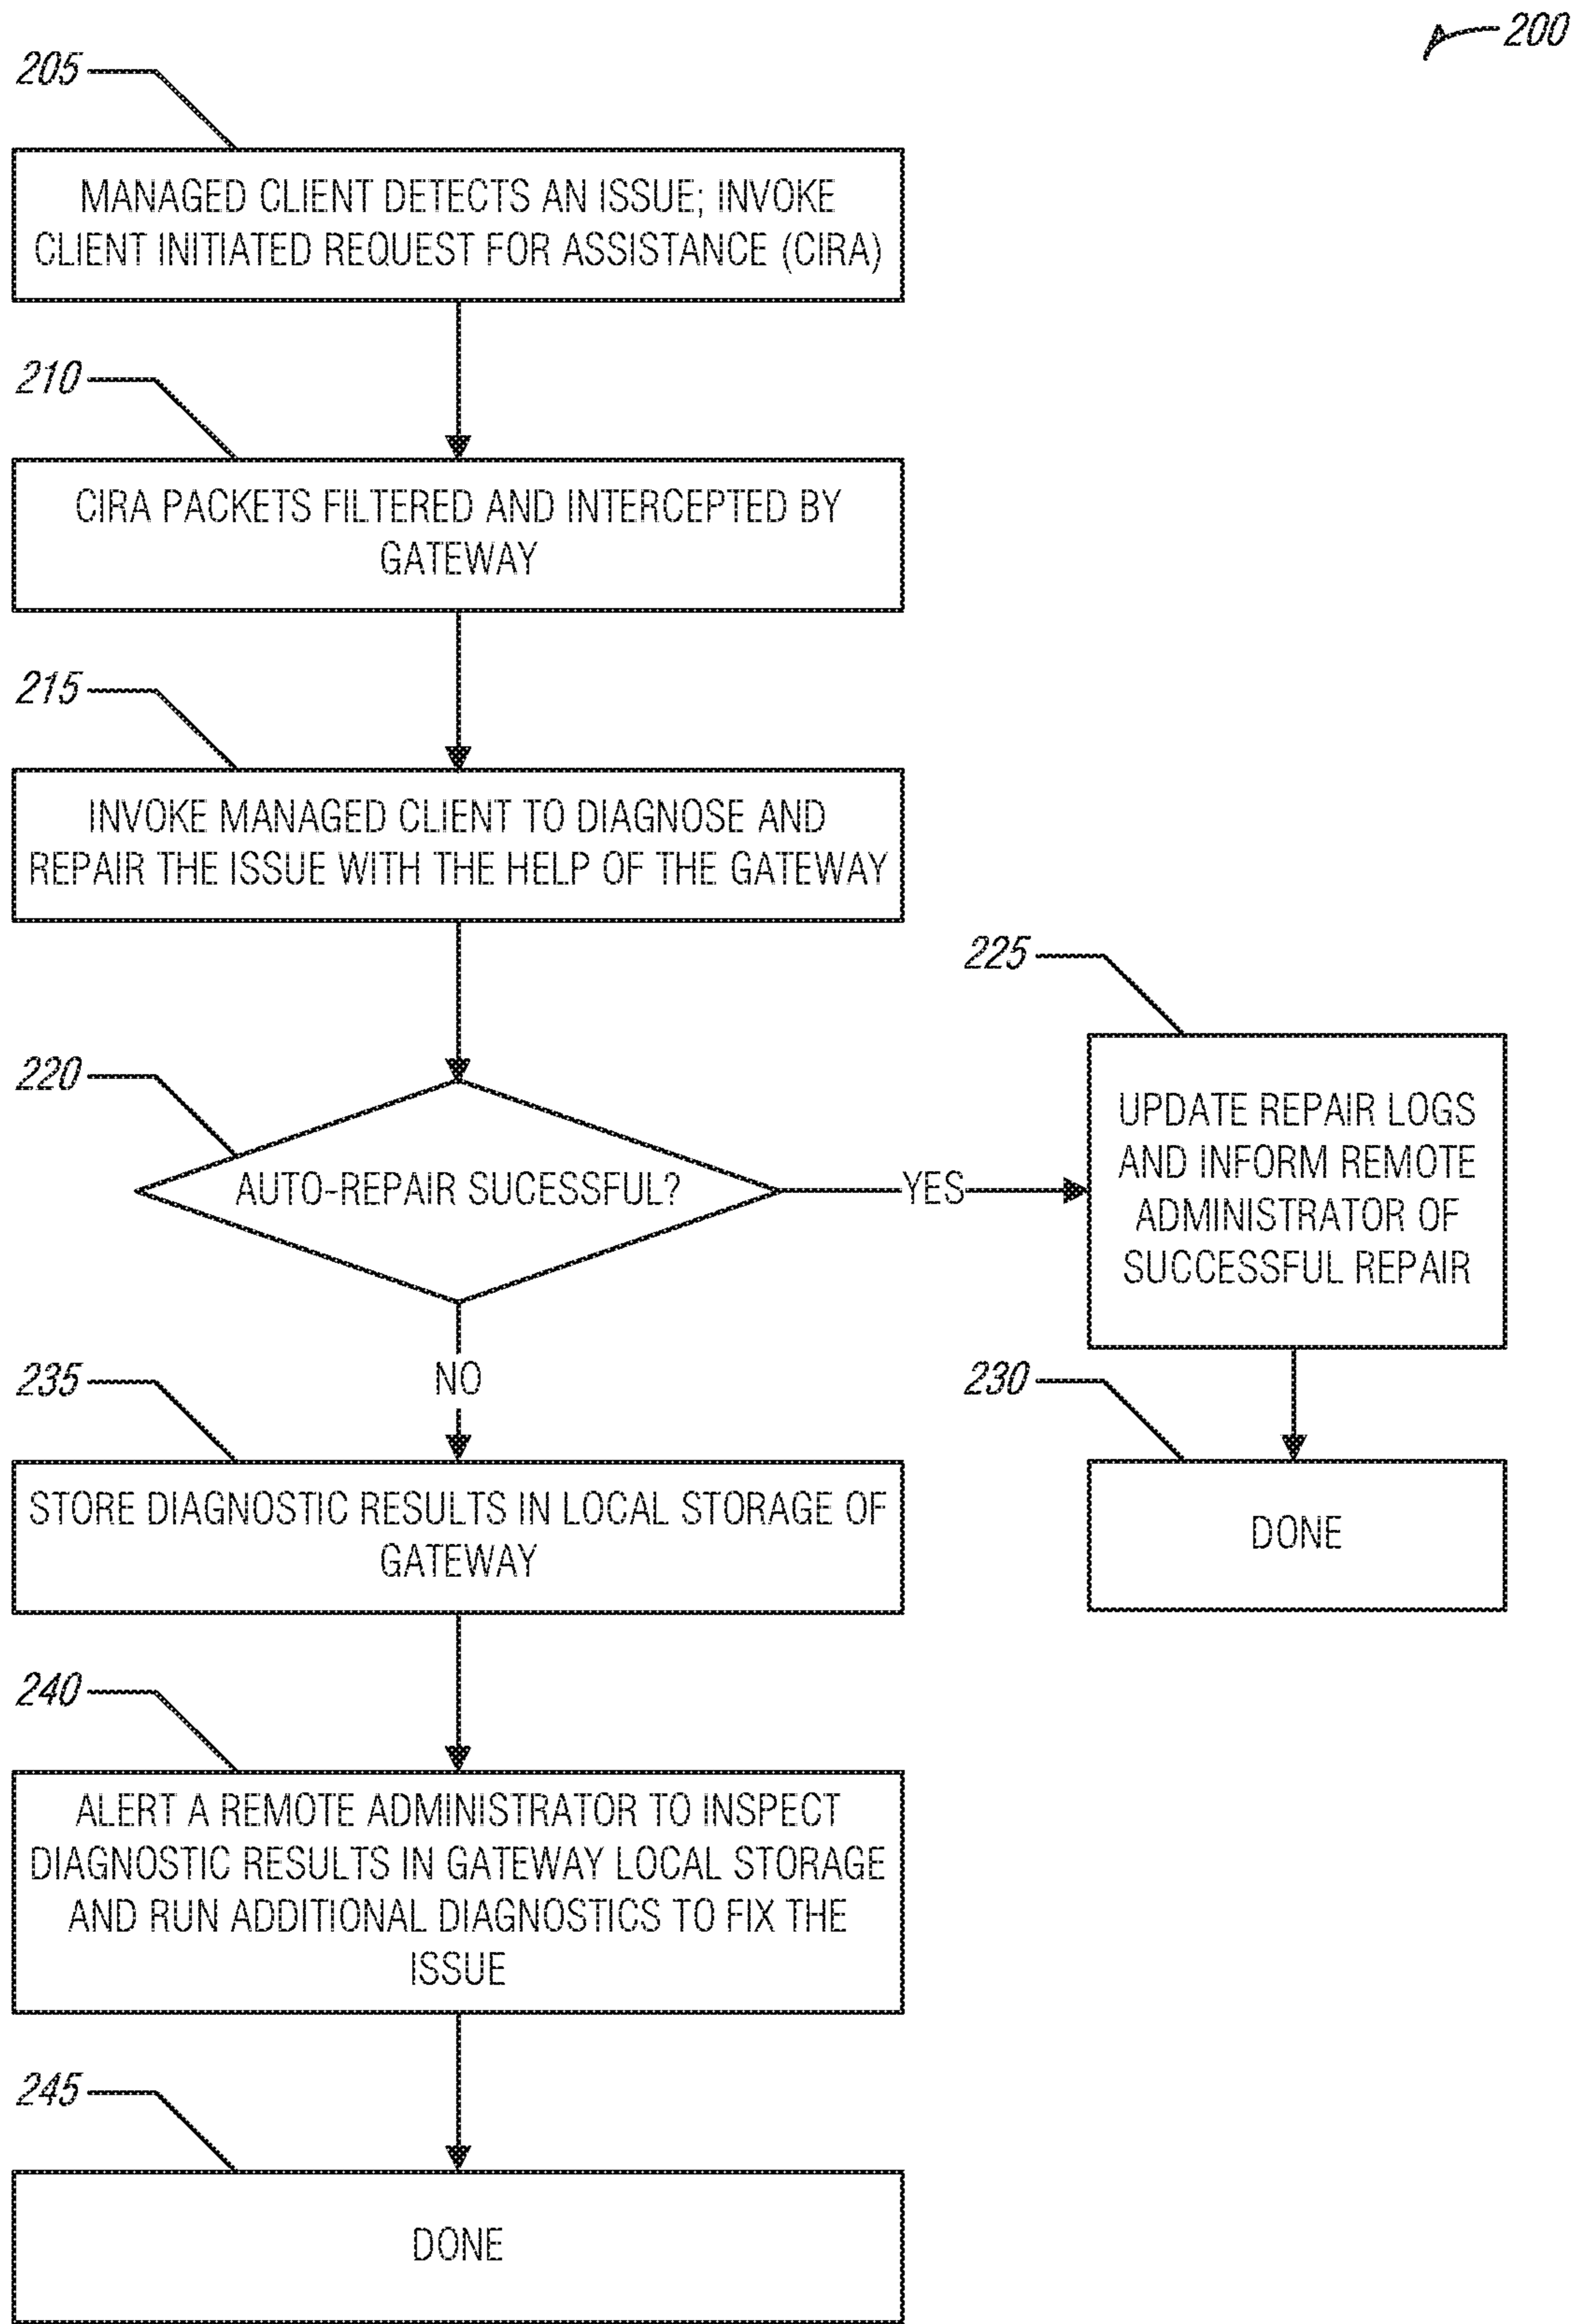 200
205
MANAGED CLIENT DETECTS AN ISSUE; INVOKE
CLIENT INITIATED REQUEST FOR ASSISTANCE (CIRA)
210
CIRA PACKETS FILTERED AND INTERCEPTED BY
GATEWAY
215
INVOKE MANAGED CLIENT TO DIAGNOSE AND
REPAIR THE ISSUE WITH THE HELP OF THE GATEWAY
220
AUTO-REPAIR SUCESSFUL?
YES
225
UPDATE REPAIR LOGS
AND INFORM REMOTE
ADMINISTRATOR OF
SUCCESSFUL REPAIR
230
DONE
NO
235
STORE DIAGNOSTIC RESULTS IN LOCAL STORAGE OF
GATEWAY
240
ALERT A REMOTE ADMINISTRATOR TO INSPECT
DIAGNOSTIC RESULTS IN GATEWAY LOCAL STORAGE
AND RUN ADDITIONAL DIAGNOSTICS TO FIX THE
ISSUE
245
DONE